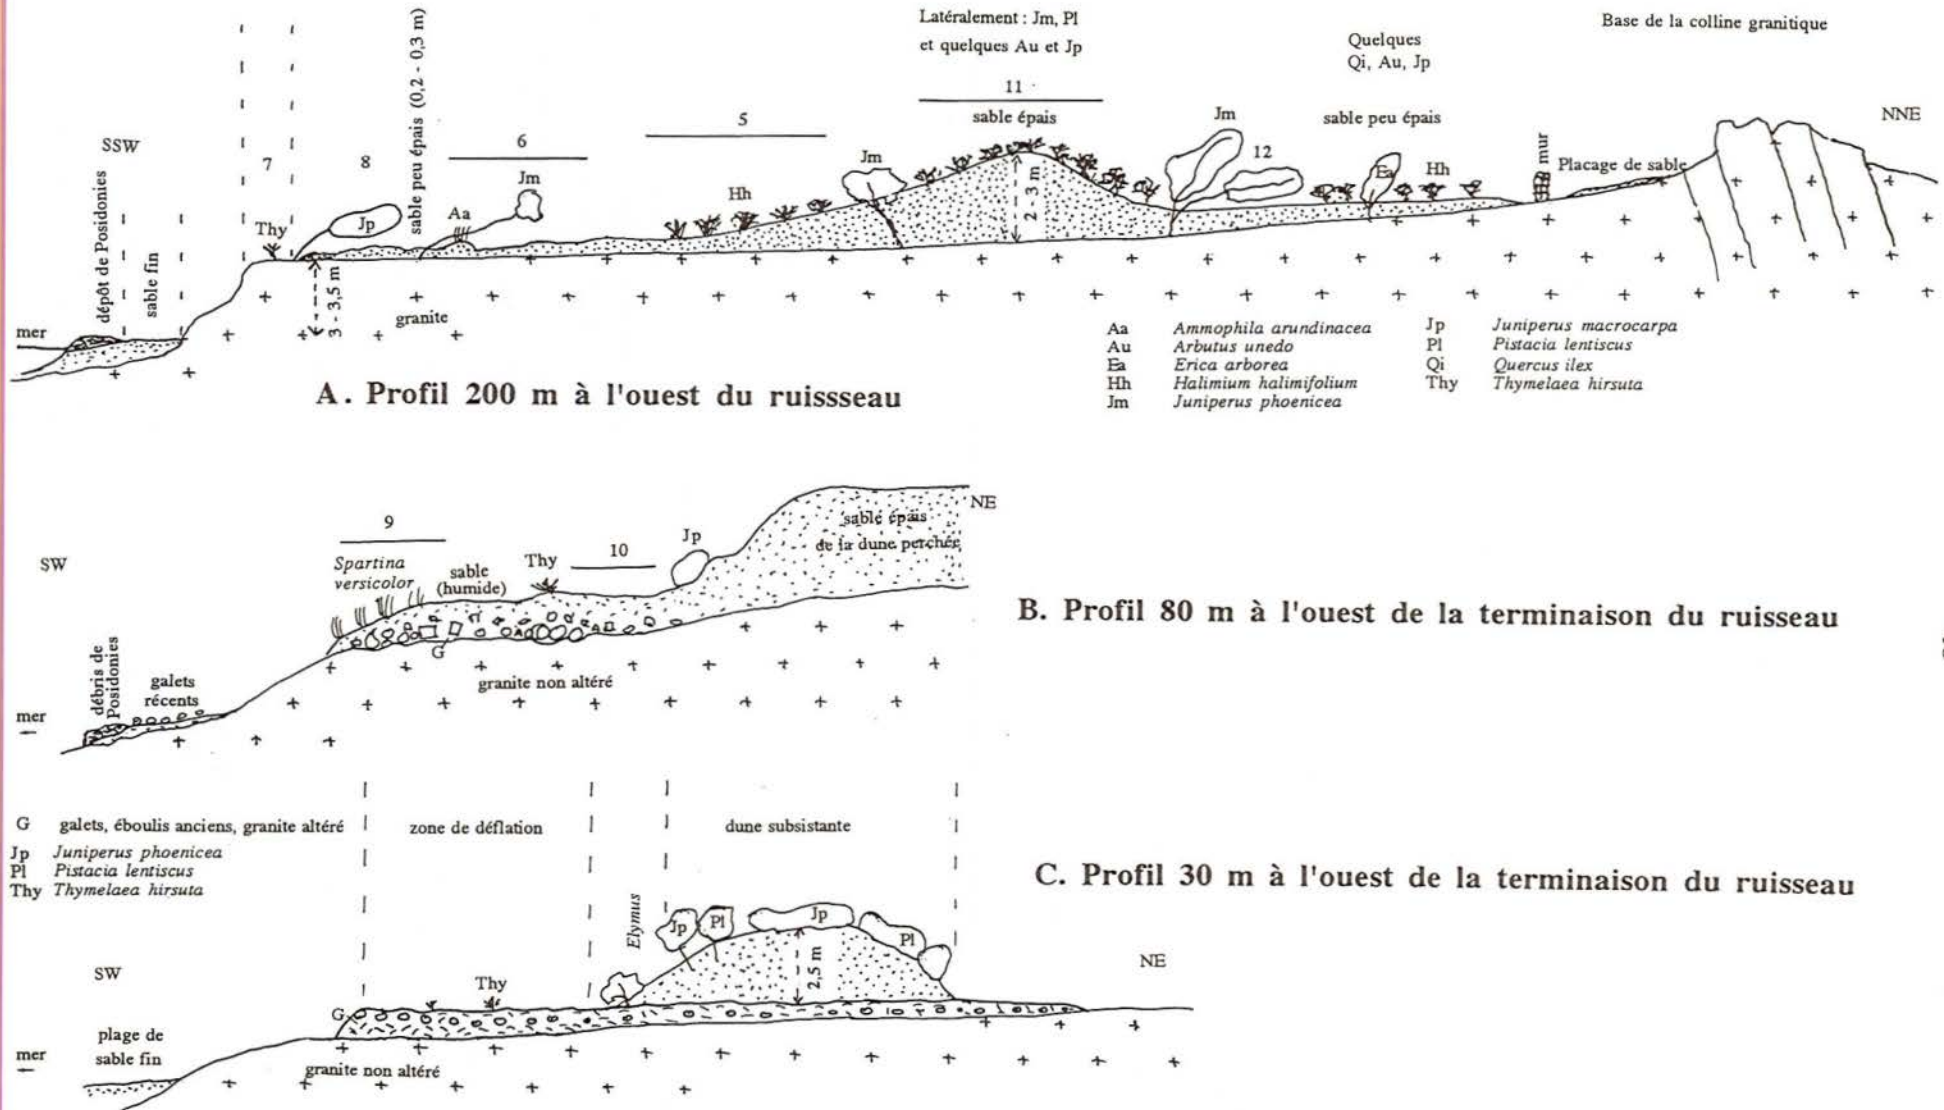 Latéralement : Jm, Pl
et quelques Au et Jp
Quelques
Qi, Au, Jp
Base de la colline granitique
SSW
NNE
7
8
sable peu épais (0,2 - 0,3 m)
6
5
11
sable épais
Jm
12
sable peu épais
mur
Placage de sable
dépôt de Posidonies
sable fin
Thy
Jp
Aa
Jm
Hh
Jm
2 - 3 m
Ea
Hh
3 - 3,5 m
granite
mer
A. Profil 200 m à l'ouest du ruissseau
Aa Ammophila arundinacea
Au Arbutus unedo
Ea Erica arborea
Hh Halimium halimifolium
Jm Juniperus phoenicea
Jp Juniperus macrocarpa
Pl Pistacia lentiscus
Qi Quercus ilex
Thy Thymelaea hirsuta
SW
NE
9
Spartina
versicolor
sable
(humide)
Thy
10
Jp
sable épais
de la dune perchée
G
granite non altéré
débris de
Posidonies
galets
récents
mer
B. Profil 80 m à l'ouest de la terminaison du ruisseau
G galets, éboulis anciens, granite altéré
Jp Juniperus phoenicea
Pl Pistacia lentiscus
Thy Thymelaea hirsuta
zone de déflation
dune subsistante
C. Profil 30 m à l'ouest de la terminaison du ruisseau
SW
NE
Elymus
Jp
Pl
Jp
Pl
2,5 m
Thy
G
plage de
sable fin
mer
granite non altéré